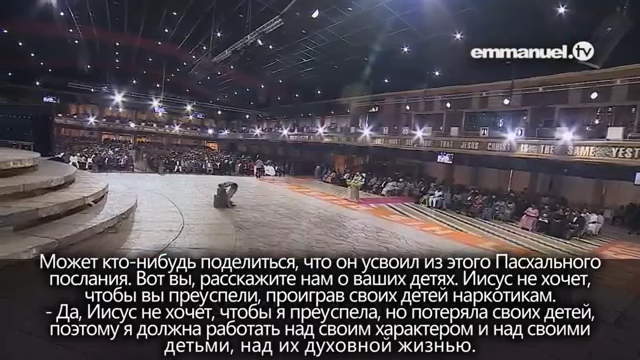 emmanuel.tv
THAT JESUS CHRIST IS THE SAME YESTE
Может кто-нибудь поделиться, что он усвоил из этого Пасхального
послания. Вот вы, расскажите нам о ваших детях. Иисус не хочет,
чтобы вы преуспели, проиграв своих детей наркотикам.
- Да, Иисус не хочет, чтобы я преуспела, но потеряла своих детей,
поэтому я должна работать над своим характером и над своими
детьми, над их духовной жизнью.